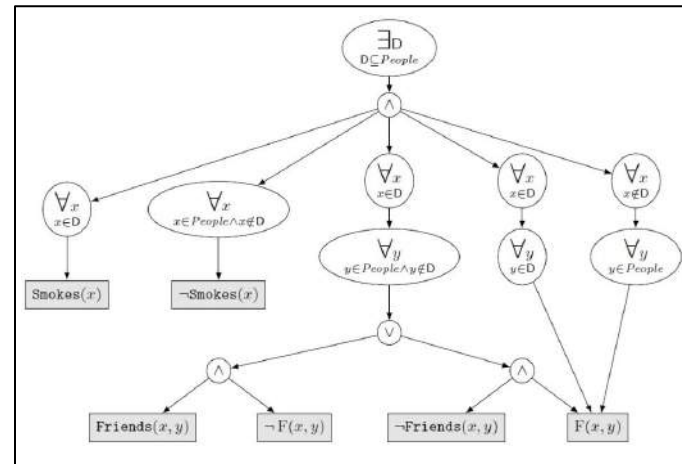 ∃D
D⊆People
∧
∀x
x∈D
∀x
x∈People∧x∉D
∀x
x∈D
∀x
x∈D
∀x
x∉D
∀y
y∈People∧y∉D
∀y
y∈D
∀y
y∈People
Smokes(x)
¬Smokes(x)
∨
∧
∧
Friends(x, y)
¬ F(x, y)
¬Friends(x, y)
F(x, y)